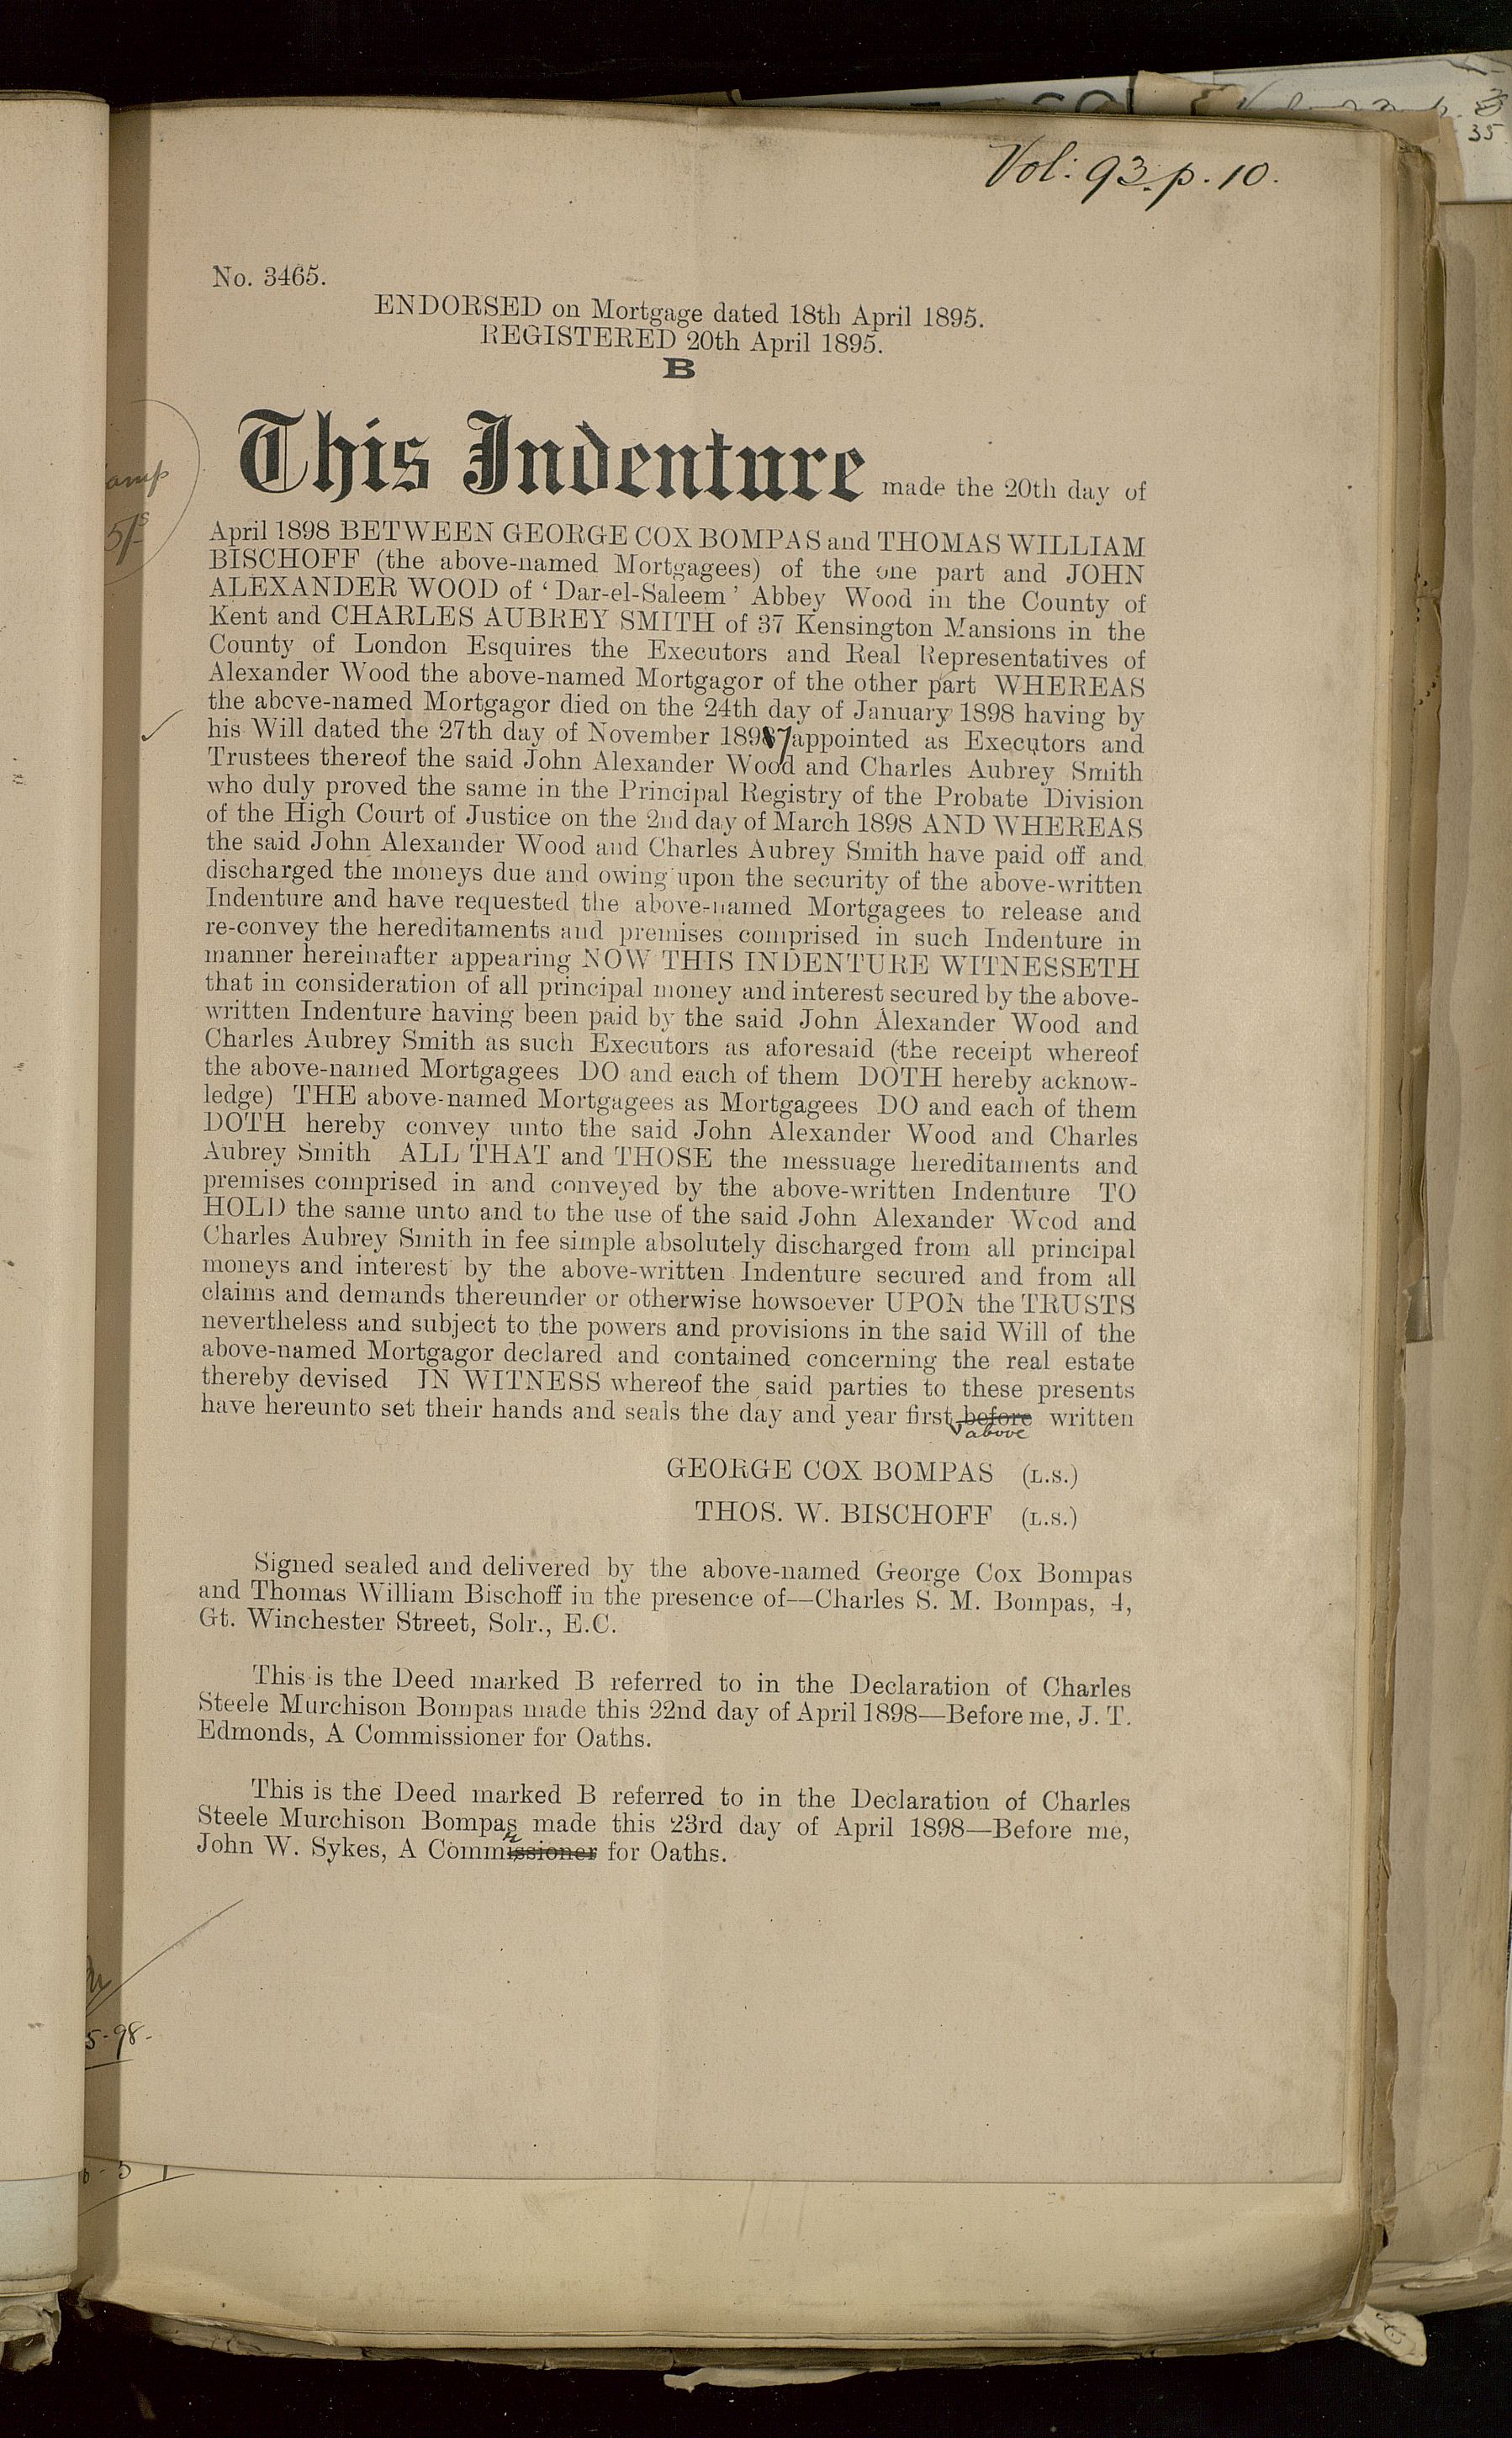 Vol: 93. p. 10.
35
No. 3465.
ENDORSED on Mortgage dated 18th April 1895.
REGISTERED 20th April 1895.
B
This Indenture made the 20th day of
April 1898 BETWEEN GEORGE COX BOMPAS and THOMAS WILLIAM
BISCHOFF (the above-named Mortgagees) of the one part and JOHN
ALEXANDER WOOD of ‘ Dar-el-Saleem ’ Abbey Wood in the County of
Kent and CHARLES AUBREY SMITH of 37 Kensington Mansions in the
County of London Esquires the Executors and Real Representatives of
Alexander Wood the above-named Mortgagor of the other part WHEREAS
the above-named Mortgagor died on the 24th day of January 1898 having by
his Will dated the 27th day of November 1897 appointed as Executors and
Trustees thereof the said John Alexander Wood and Charles Aubrey Smith
who duly proved the same in the Principal Registry of the Probate Division
of the High Court of Justice on the 2nd day of March 1898 AND WHEREAS
the said John Alexander Wood and Charles Aubrey Smith have paid off and
discharged the moneys due and owing upon the security of the above-written
Indenture and have requested the above-named Mortgagees to release and
re-convey the hereditaments and premises comprised in such Indenture in
manner hereinafter appearing NOW THIS INDENTURE WITNESSETH
that in consideration of all principal money and interest secured by the above-
written Indenture having been paid by the said John Alexander Wood and
Charles Aubrey Smith as such Executors as aforesaid (the receipt whereof
the above-named Mortgagees DO and each of them DOTH hereby acknow-
ledge) THE above-named Mortgagees as Mortgagees DO and each of them
DOTH hereby convey unto the said John Alexander Wood and Charles
Aubrey Smith ALL THAT and THOSE the messuage hereditaments and
premises comprised in and conveyed by the above-written Indenture TO
HOLD the same unto and to the use of the said John Alexander Wood and
Charles Aubrey Smith in fee simple absolutely discharged from all principal
moneys and interest by the above-written Indenture secured and from all
claims and demands thereunder or otherwise howsoever UPON the TRUSTS
nevertheless and subject to the powers and provisions in the said Will of the
above-named Mortgagor declared and contained concerning the real estate
thereby devised IN WITNESS whereof the said parties to these presents
have hereunto set their hands and seals the day and year first before written
above
GEORGE COX BOMPAS (L.S.)
THOS. W. BISCHOFF (L.S.)
Signed sealed and delivered by the above-named George Cox Bompas
and Thomas William Bischoff in the presence of—Charles S. M. Bompas, 4,
Gt. Winchester Street, Solr., E.C.
This is the Deed marked B referred to in the Declaration of Charles
Steele Murchison Bompas made this 22nd day of April 1898—Before me, J. T.
Edmonds, A Commissioner for Oaths.
This is the Deed marked B referred to in the Declaration of Charles
Steele Murchison Bompas made this 23rd day of April 1898—Before me,
John W. Sykes, A Commissioner for Oaths.
5/s
5-98-